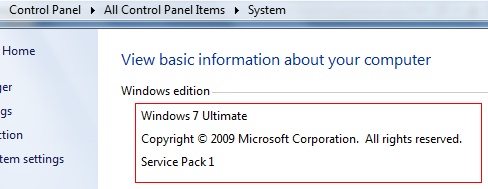 Control Panel All Control Panel Items System
Home
View basic information about your computer
Windows edition
ger
Windows 7 Ultimate
gs
Copyright © 2009 Microsoft Corporation. All rights reserved.
ction
Service Pack 1
tem settings